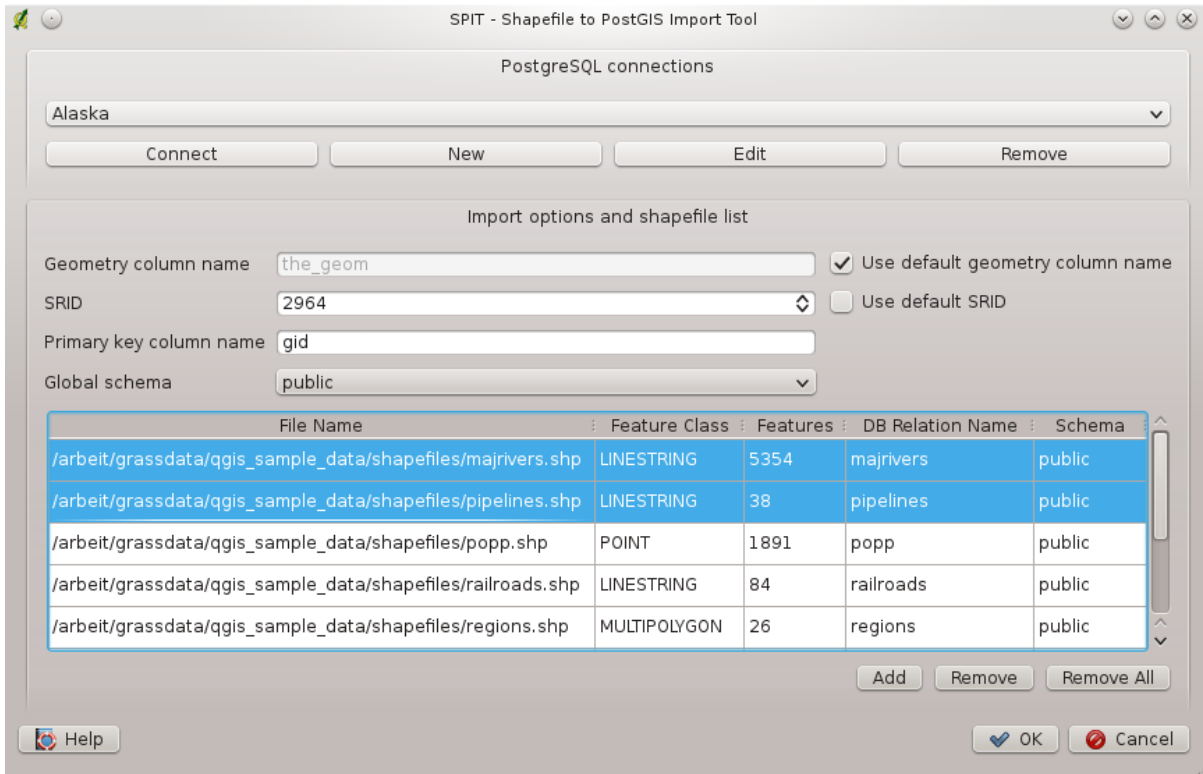 SPIT - Shapefile to PostGIS Import Tool
PostgreSQL connections
Alaska
Connect New Edit Remove
Import options and shapefile list
Geometry column name the_geom Use default geometry column name
SRID 2964 Use default SRID
Primary key column name gid
Global schema public
File Name Feature Class Features DB Relation Name Schema
/arbeit/grassdata/qgis_sample_data/shapefiles/majrivers.shp LINESTRING 5354 majrivers public
/arbeit/grassdata/qgis_sample_data/shapefiles/pipelines.shp LINESTRING 38 pipelines public
/arbeit/grassdata/qgis_sample_data/shapefiles/popp.shp POINT 1891 popp public
/arbeit/grassdata/qgis_sample_data/shapefiles/railroads.shp LINESTRING 84 railroads public
/arbeit/grassdata/qgis_sample_data/shapefiles/regions.shp MULTIPOLYGON 26 regions public
Add Remove Remove All
Help OK Cancel